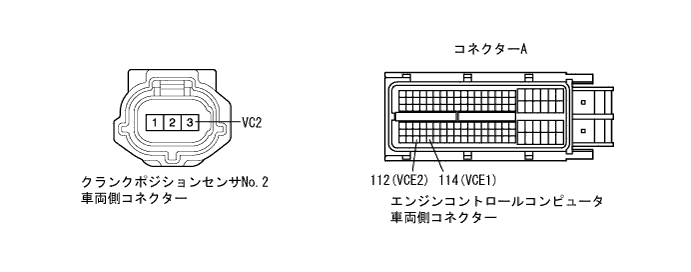 コネクターA
1 2 3
VC2
クランクポジションセンサNo.2
車両側コネクター
112(VCE2) 114(VCE1)
エンジンコントロールコンピュータ
車両側コネクター